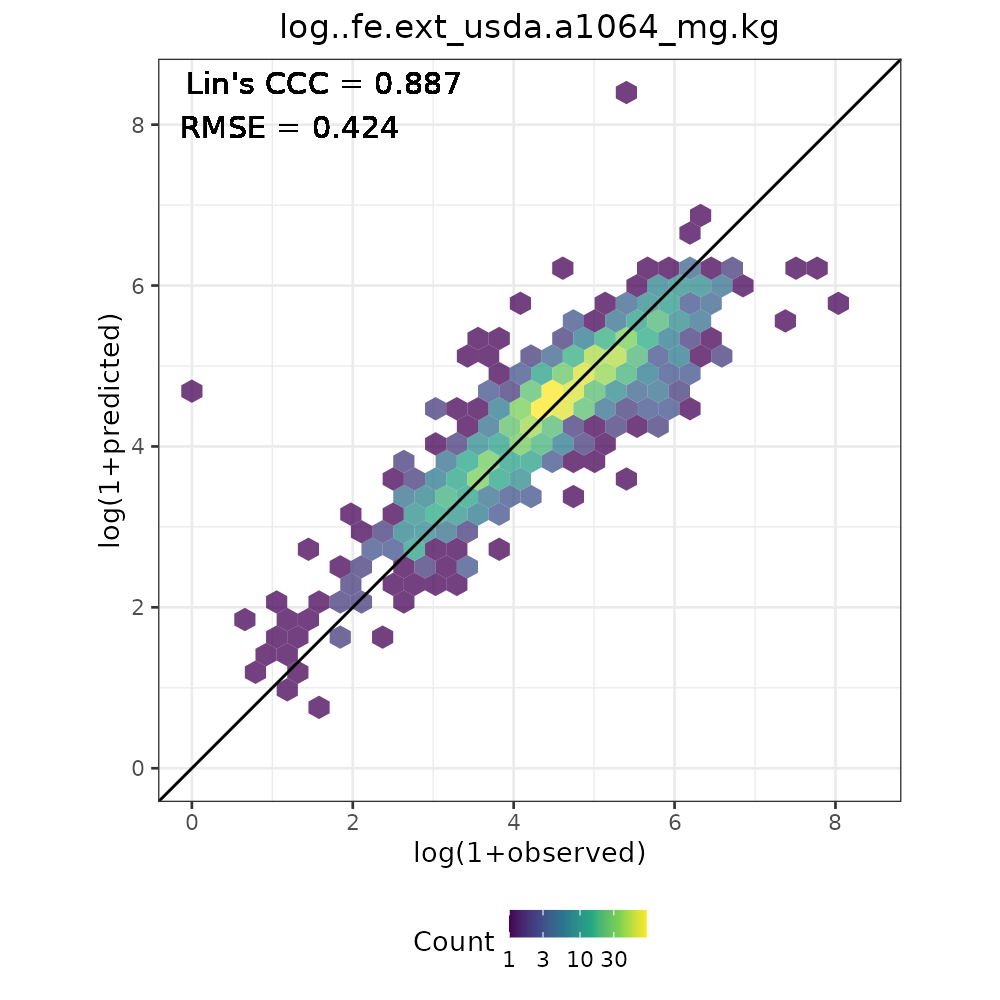 log..fe.ext_usda.a1064_mg.kg
Lin's CCC = 0.887
RMSE = 0.424
log(1+predicted)
8
6
4
2
0
0 2 4 6 8
log(1+observed)
Count
1 3 10 30